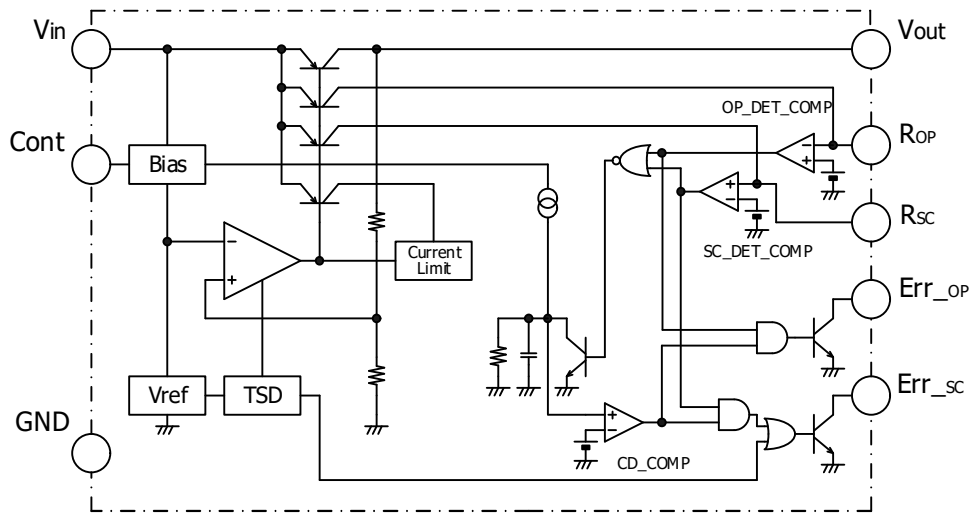 Vin
Vout
OP_DET_COMP
Cont
ROP
Bias
RSC
SC_DET_COMP
Current
Limit
Err_OP
Vref
TSD
Err_SC
GND
CD_COMP
−
+
−
+
+
−
+
−